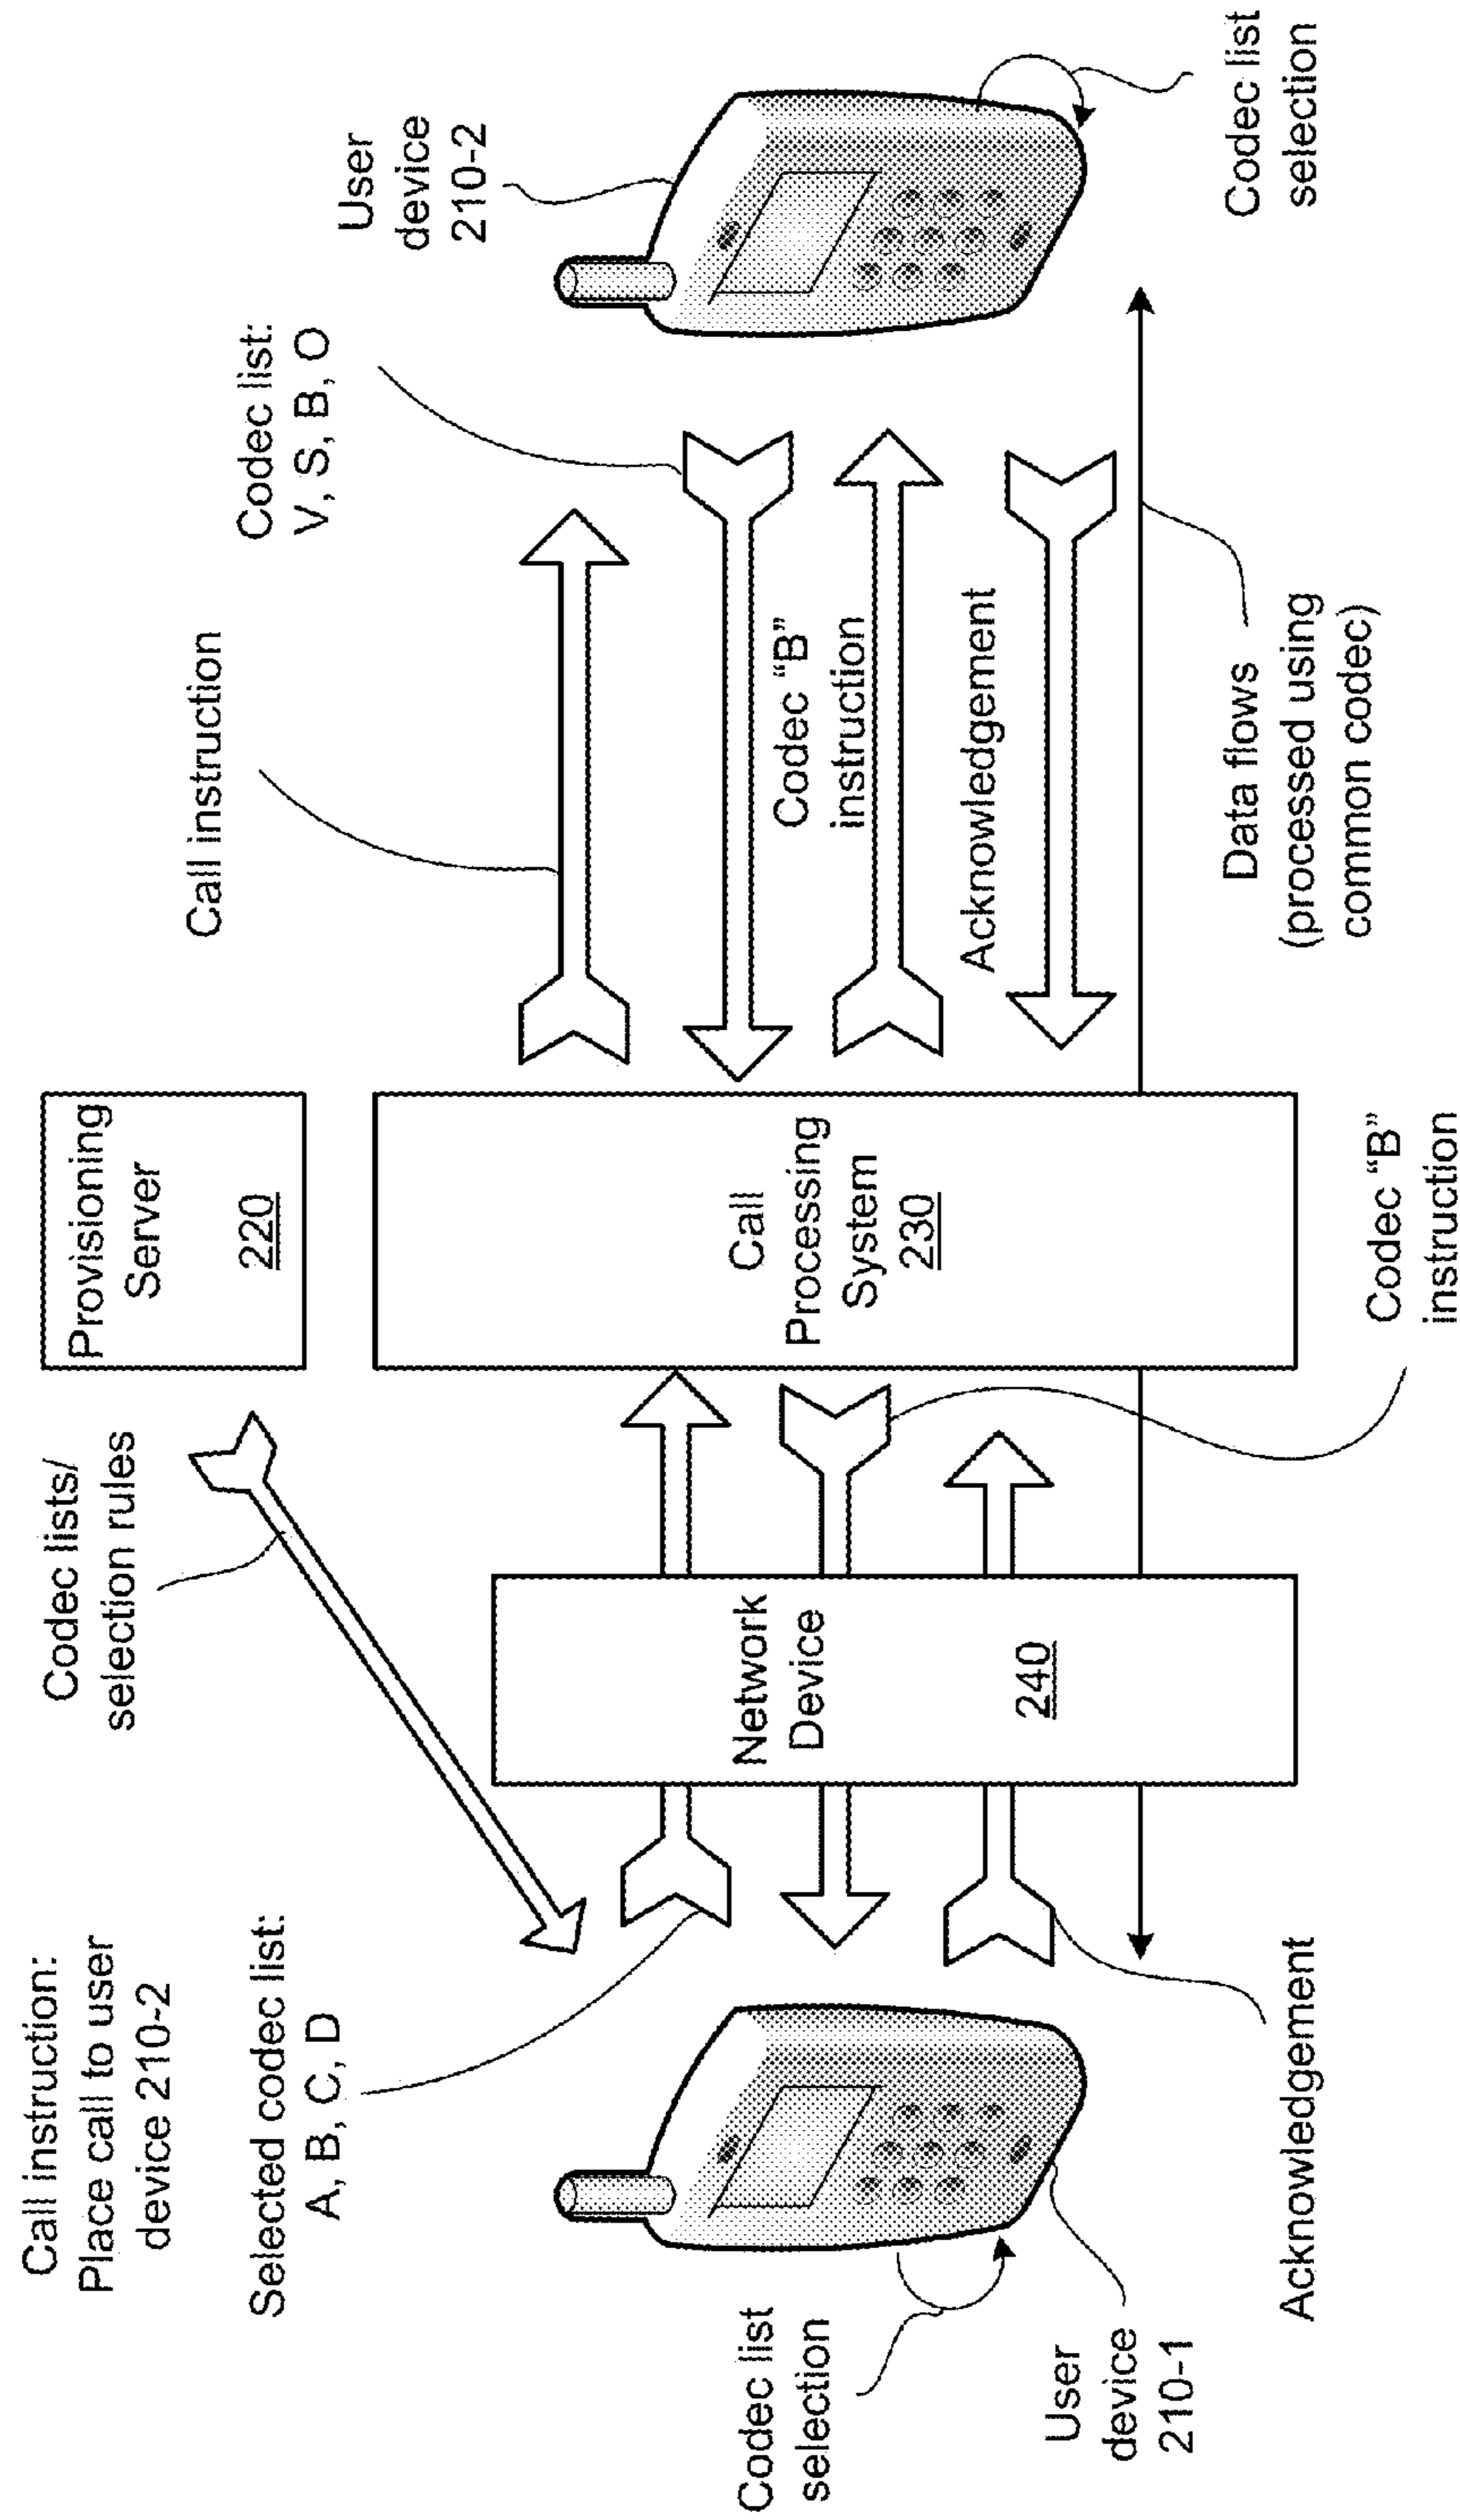 Call instruction:
Place call to user
device 210-2
Selected codec list:
A, B, C, D
Codec lists/
selection rules
Provisioning
Server
220
Call instruction
Codec list:
V, S, B, O
User
device
210-2
Codec list
selection
User
device
210-1
Network
Device
240
Call
Processing
System
230
Codec “B”
instruction
Acknowledgement
Codec list
selection
Acknowledgement
Codec “B”
instruction
Data flows
(processed using
common codec)